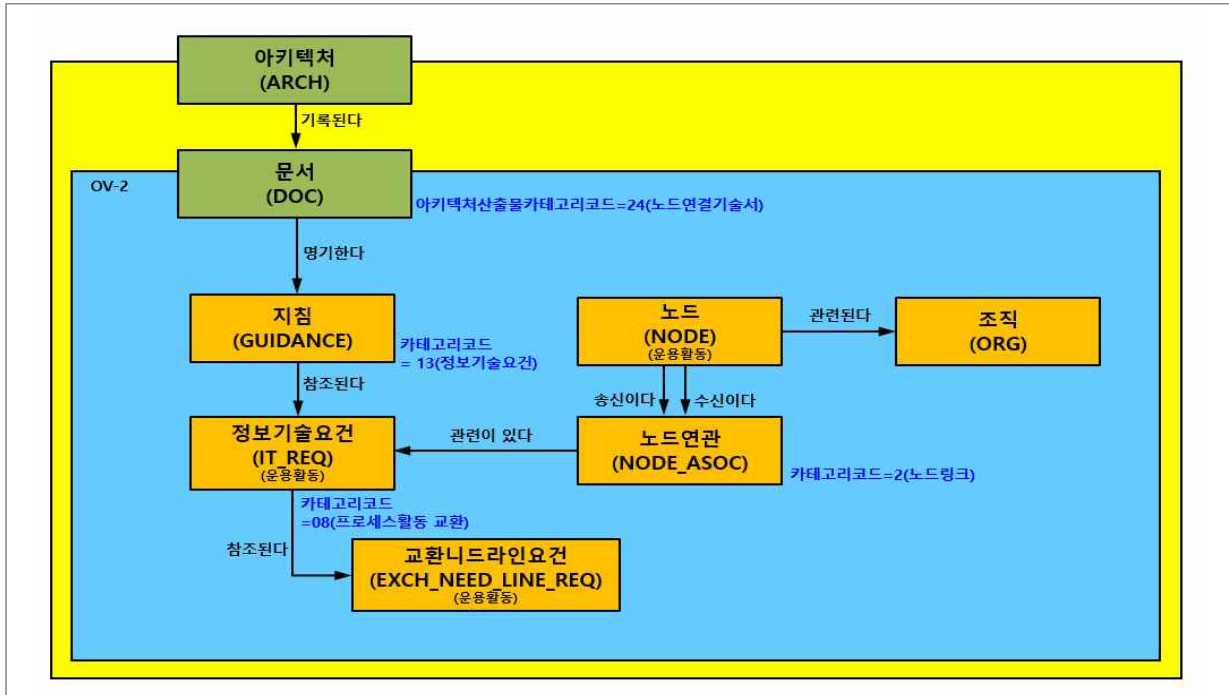 아키텍처
(ARCH)
기록된다
OV-2
문서
(DOC)
아키텍처산출물카테고리코드=24(노드연결기술서)
명기한다
지침
(GUIDANCE)
카테고리코드
= 13(정보기술요건)
노드
(NODE)
(운용활동)
관련된다
조직
(ORG)
참조된다
송신이다
수신이다
정보기술요건
(IT_REQ)
(운용활동)
관련이 있다
노드연관
(NODE_ASOC)
카테고리코드=2(노드링크)
카테고리코드
=08(프로세스활동 교환)
참조된다
교환니드라인요건
(EXCH_NEED_LINE_REQ)
(운용활동)